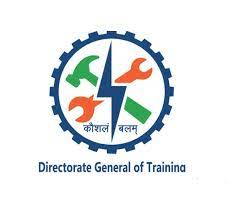 कौशलं बलम्
Directorate General of Training